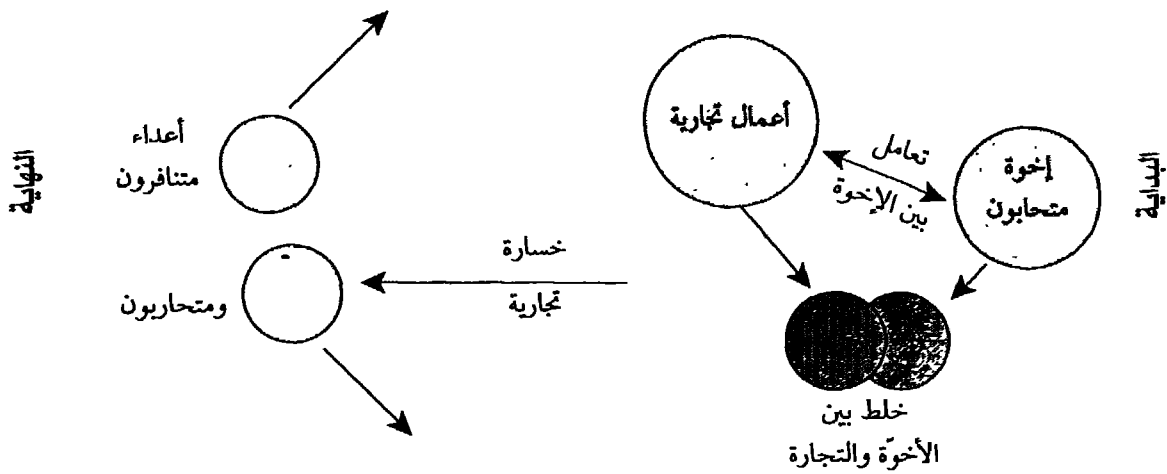 البداية
إخوة
متحابون
تعامل
بين الإخوة
أعمال تجارية
خلط بين
الأخوّة والتجارة
خسارة
تجارية
أعداء
متنافرون
ومتحاربون
النهاية